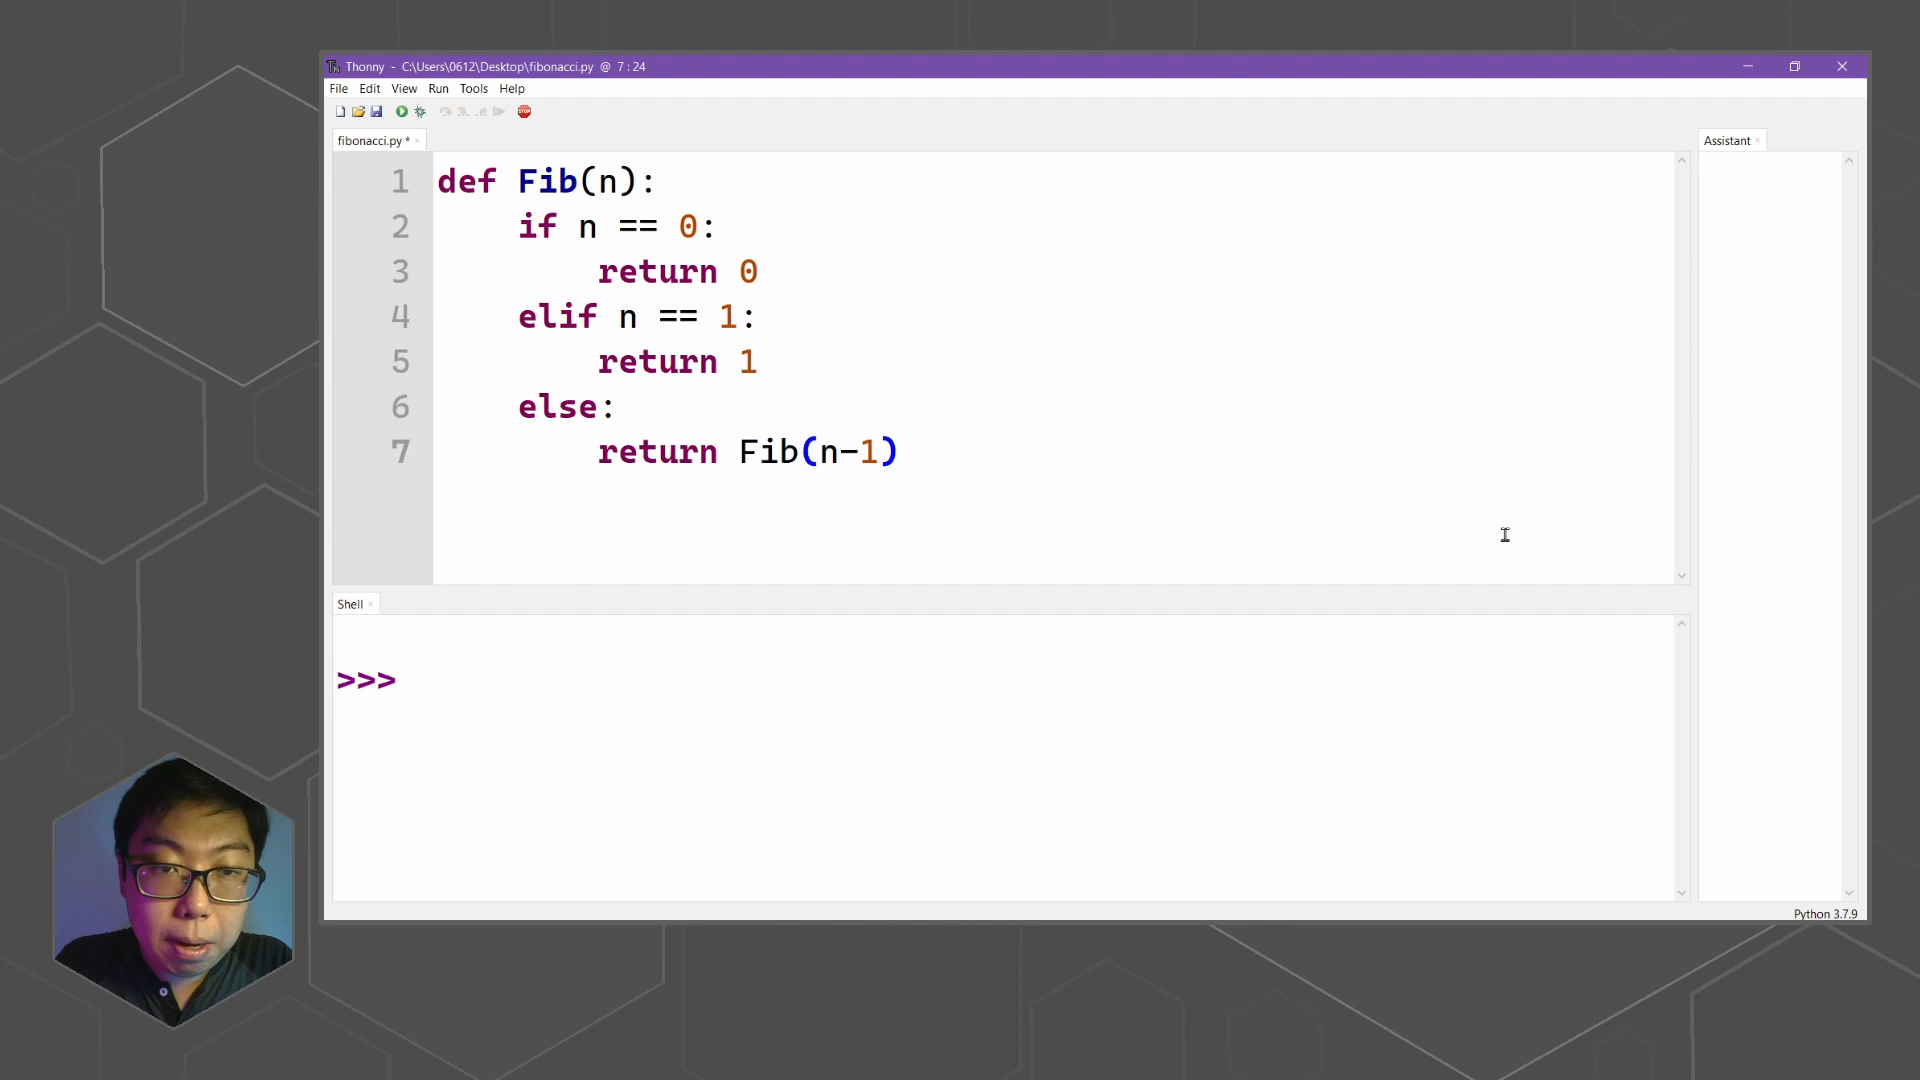 Thonny - C:\Users\0612\Desktop\fibonacci.py @ 7 : 24
File Edit View Run Tools Help
STOP
fibonacci.py * ×
Assistant ×
1 def Fib(n):
2     if n == 0:
3         return 0
4     elif n == 1:
5         return 1
6     else:
7         return Fib(n-1)
Shell ×
>>>
Python 3.7.9